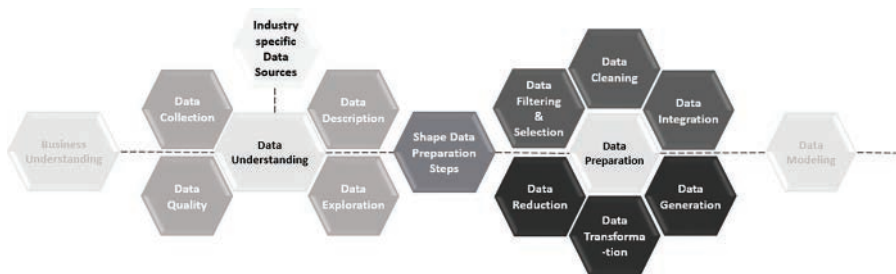 Industry
specific
Data
Sources
Business
Understanding
Data
Collection
Data
Description
Data
Understanding
Data
Quality
Data
Exploration
Shape Data
Preparation
Steps
Data
Filtering
&
Selection
Data
Cleaning
Data
Integration
Data
Preparation
Data
Reduction
Data
Transforma
-tion
Data
Generation
Data
Modeling